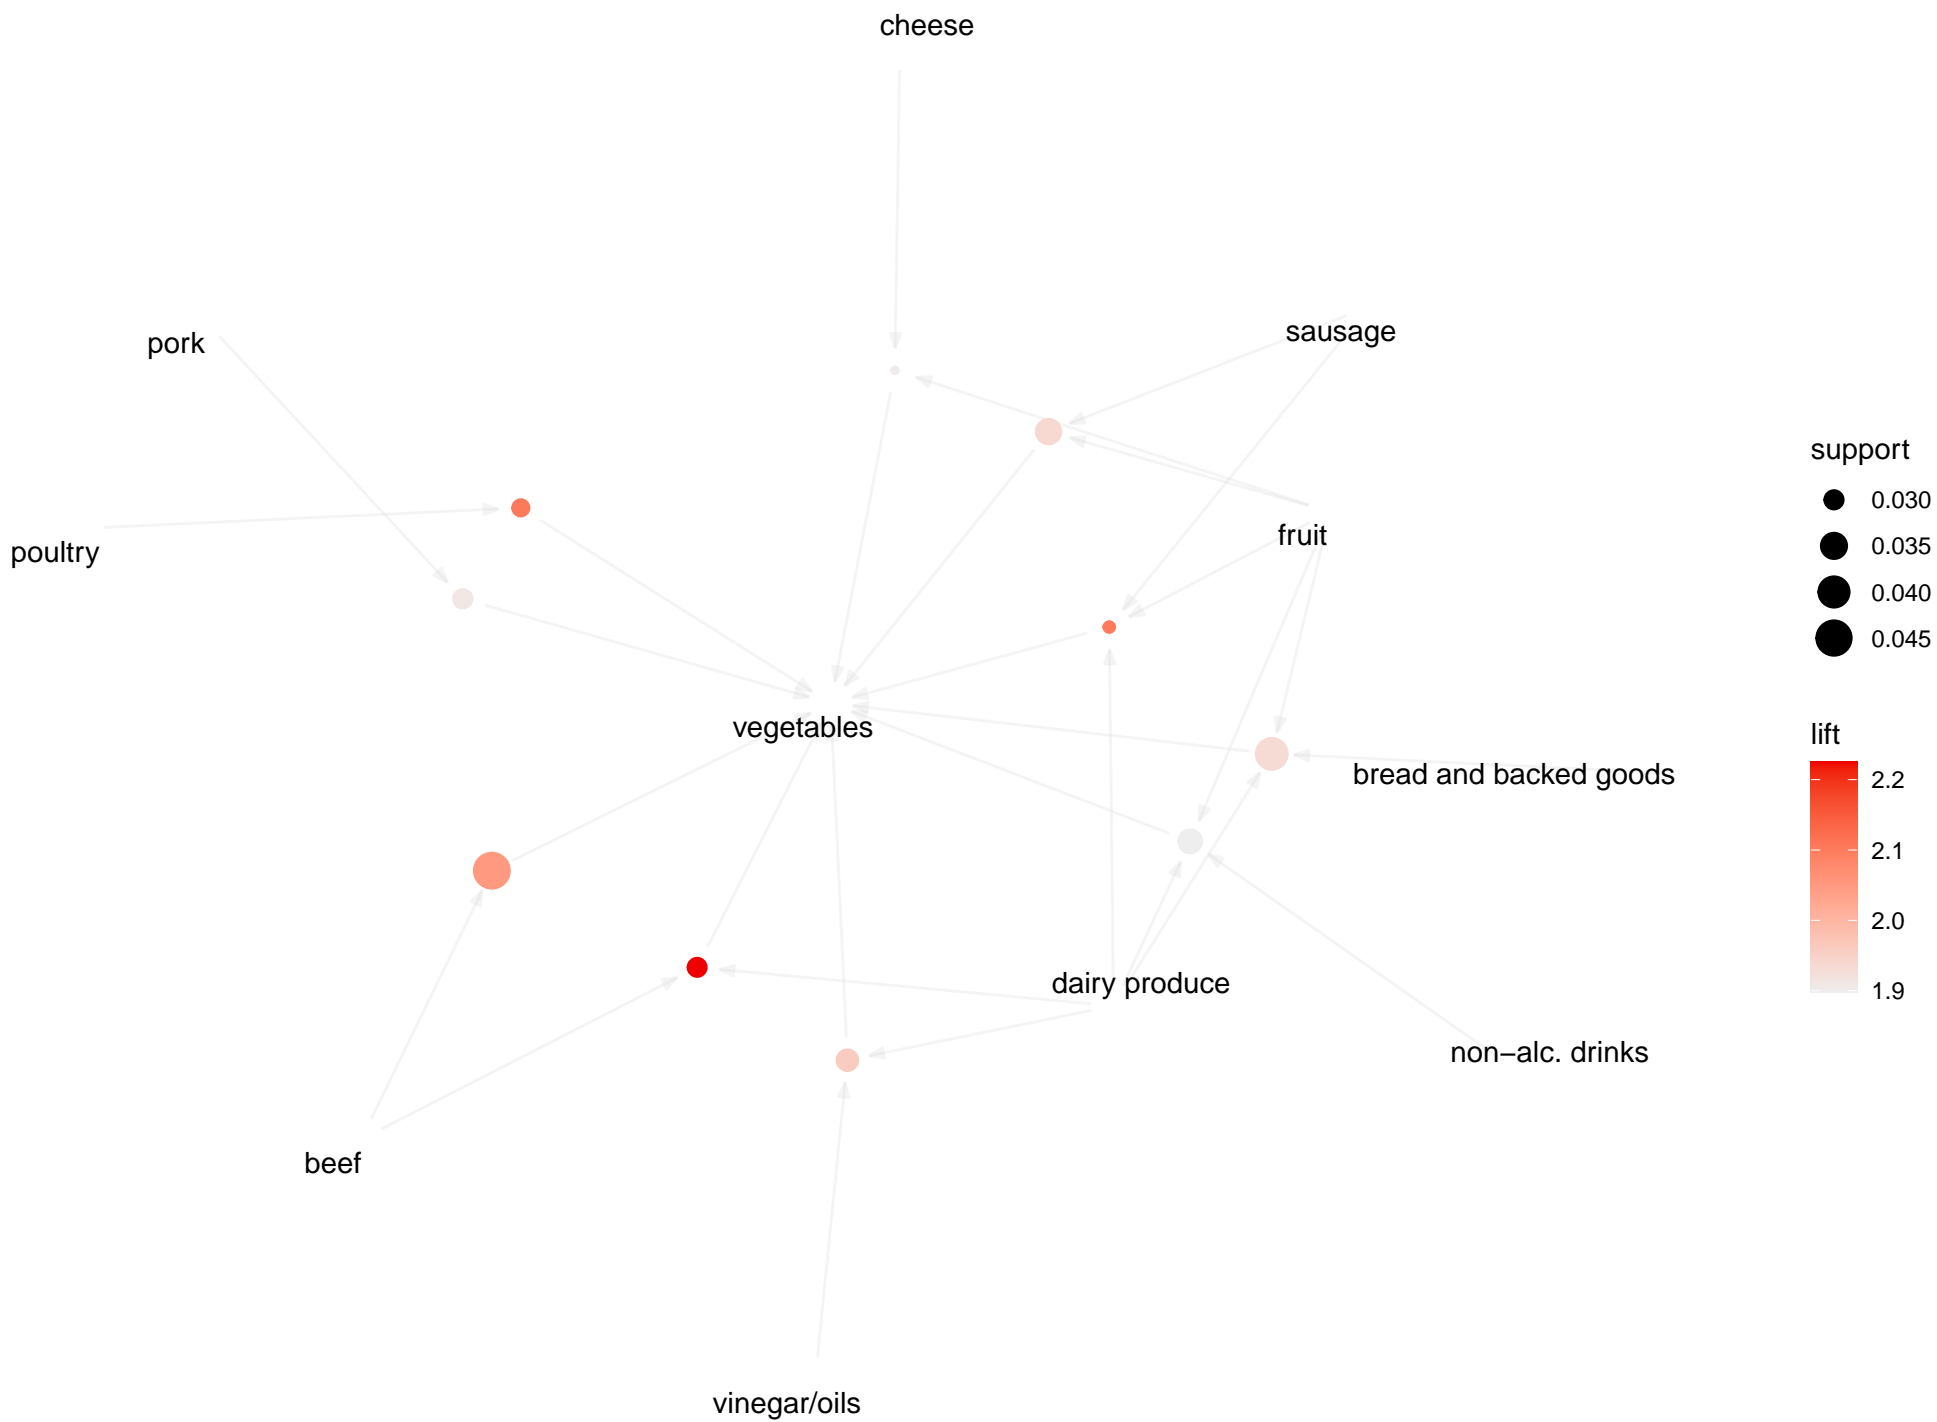 cheese
sausage
pork
support
0.030
fruit
poultry
0.035
0.040
0.045
vegetables
lift
bread and backed goods
2.2
2.1
2.0
dairy produce
1.9
non−alc. drinks
beef
vinegar/oils